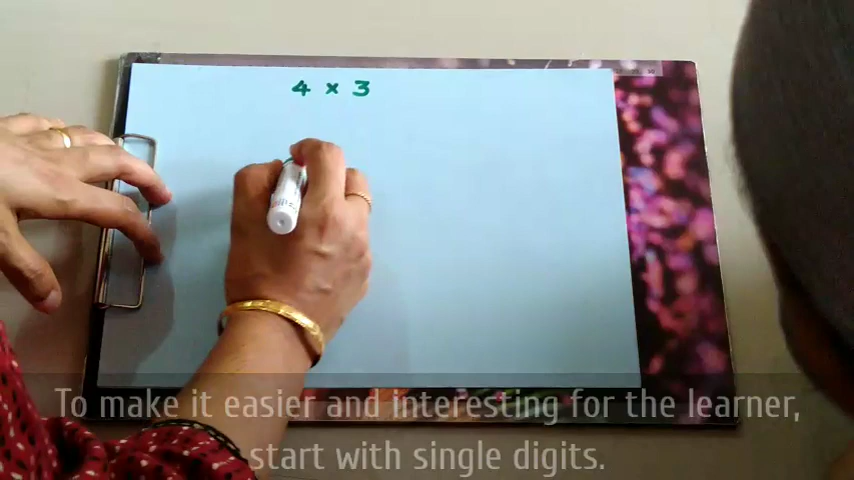 4 × 3
To make it easier and interesting for the learner,
start with single digits.